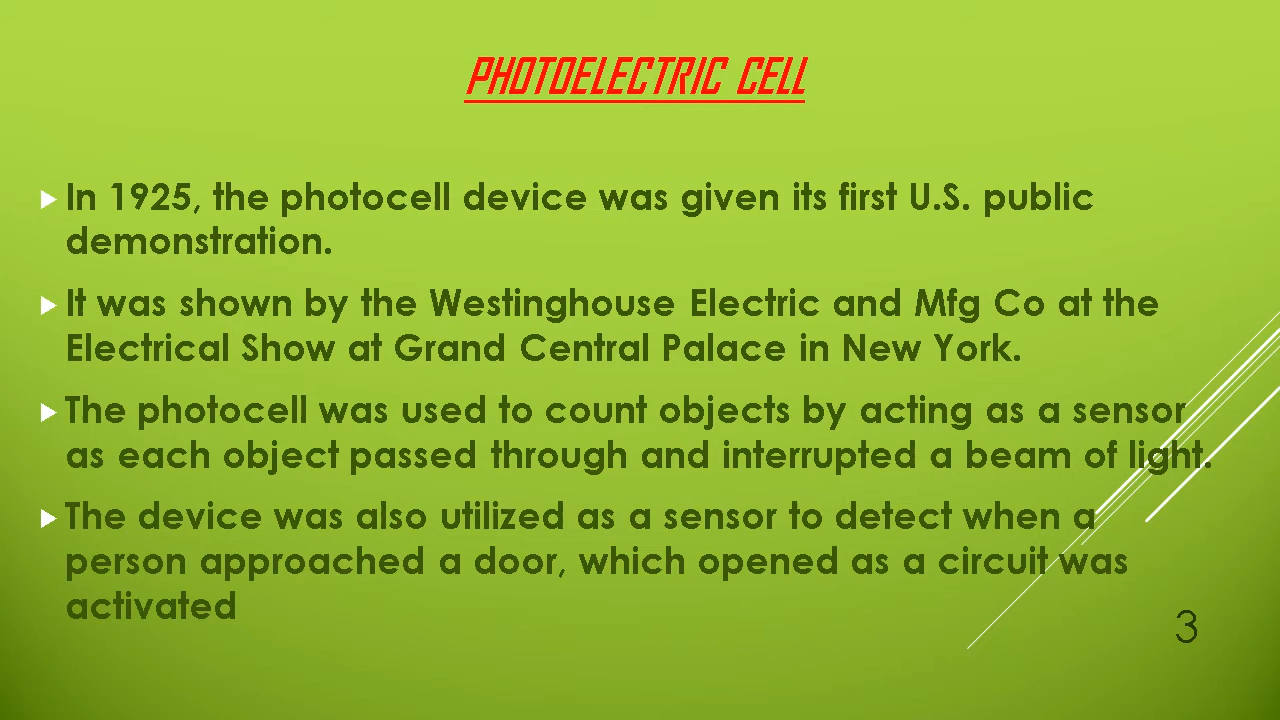 PHOTOELECTRIC CELL
In 1925, the photocell device was given its first U.S. public
demonstration.
It was shown by the Westinghouse Electric and Mfg Co at the
Electrical Show at Grand Central Palace in New York.
The photocell was used to count objects by acting as a sensor
as each object passed through and interrupted a beam of light.
The device was also utilized as a sensor to detect when a
person approached a door, which opened as a circuit was
activated
3